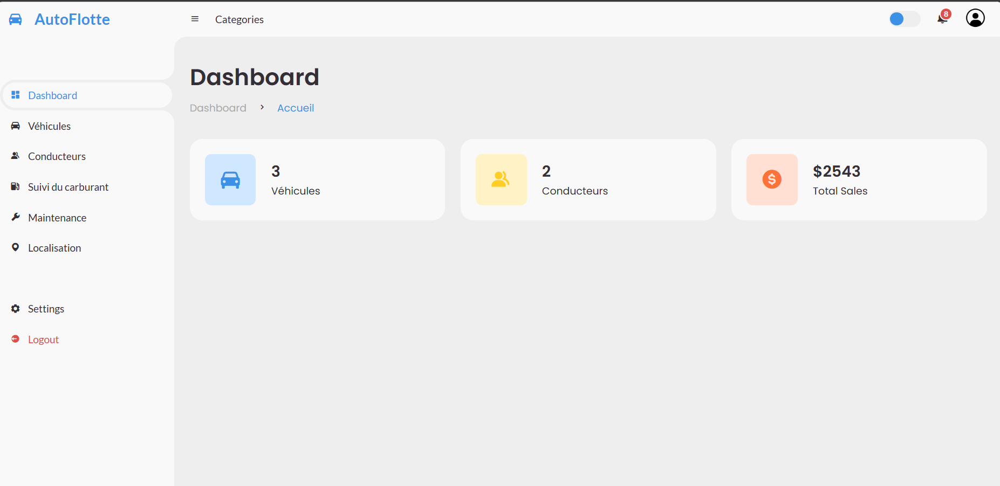 AutoFlotte
Categories
8
Dashboard
Véhicules
Conducteurs
Suivi du carburant
Maintenance
Localisation
Settings
Logout
Dashboard
Dashboard > Accueil
3
Véhicules
2
Conducteurs
$2543
Total Sales